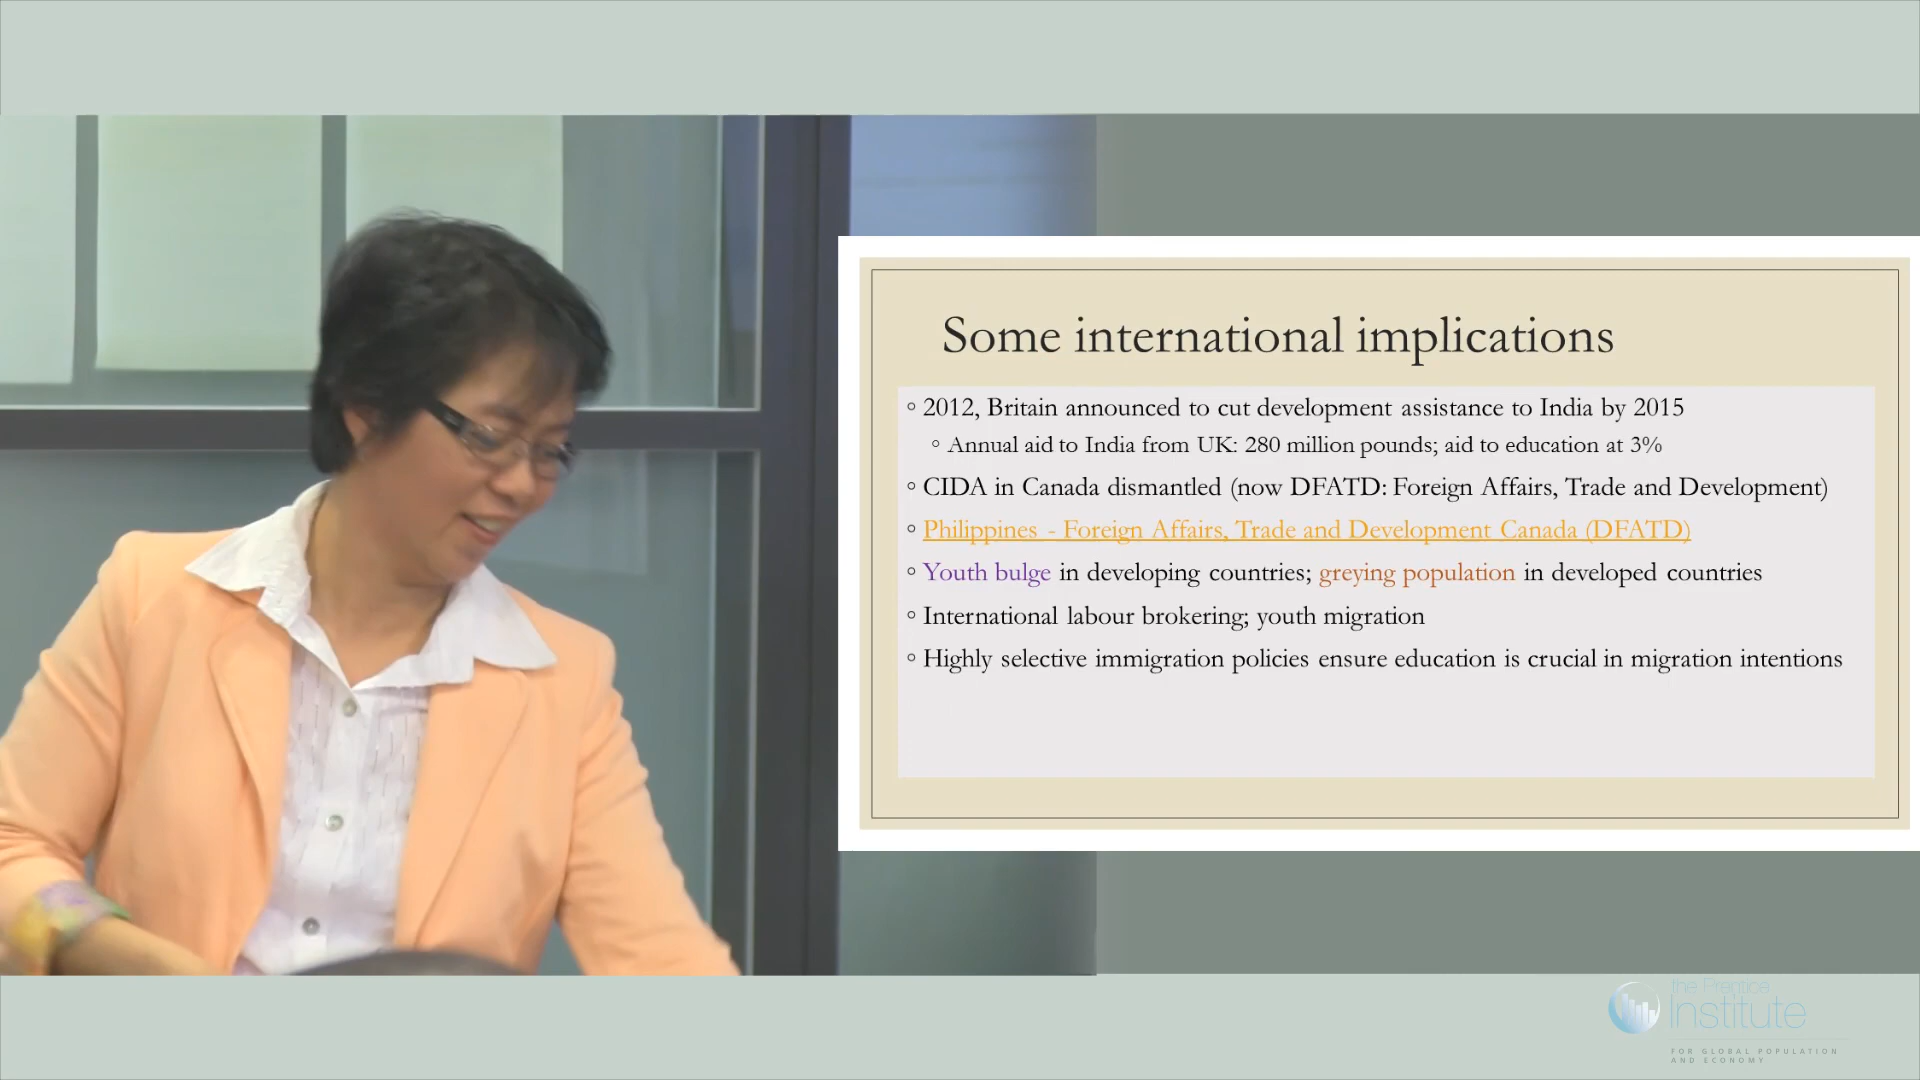 Some international implications
◦ 2012, Britain announced to cut development assistance to India by 2015
◦ Annual aid to India from UK: 280 million pounds; aid to education at 3%
◦ CIDA in Canada dismantled (now DFATD: Foreign Affairs, Trade and Development)
◦ Philippines - Foreign Affairs, Trade and Development Canada (DFATD)
◦ Youth bulge in developing countries; greying population in developed countries
◦ International labour brokering; youth migration
◦ Highly selective immigration policies ensure education is crucial in migration intentions
the Prentice
Institute
FOR GLOBAL POPULATION
AND ECONOMY